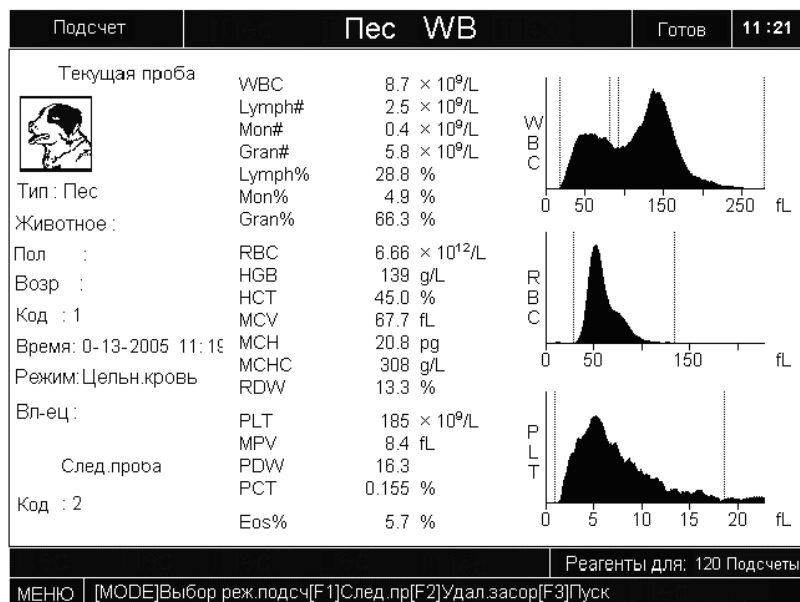 Подсчет Пес WB Готов 11:21
Текущая проба
Тип : Пес
Животное :
Пол :
Возр :
Код : 1
Время: 0-13-2005 11:19
Режим:Цельн.кровь
Вл-ец :
След.проба
Код : 2
WBC 8.7 × 10⁹/L
Lymph# 2.5 × 10⁹/L
Mon# 0.4 × 10⁹/L
Gran# 5.8 × 10⁹/L
Lymph% 28.8 %
Mon% 4.9 %
Gran% 66.3 %
RBC 6.66 × 10¹²/L
HGB 139 g/L
HCT 45.0 %
MCV 67.7 fL
MCH 20.8 pg
MCHC 308 g/L
RDW 13.3 %
PLT 185 × 10⁹/L
MPV 8.4 fL
PDW 16.3
PCT 0.155 %
Eos% 5.7 %
WBC
0 50 150 250 fL
RBC
0 50 150 fL
PLT
0 5 10 15 20 fL
Реагенты для: 120 Подсчеты
МЕНЮ [MODE]Выбор реж.подсч[F1]След.пр[F2]Удал.засор[F3]Пуск